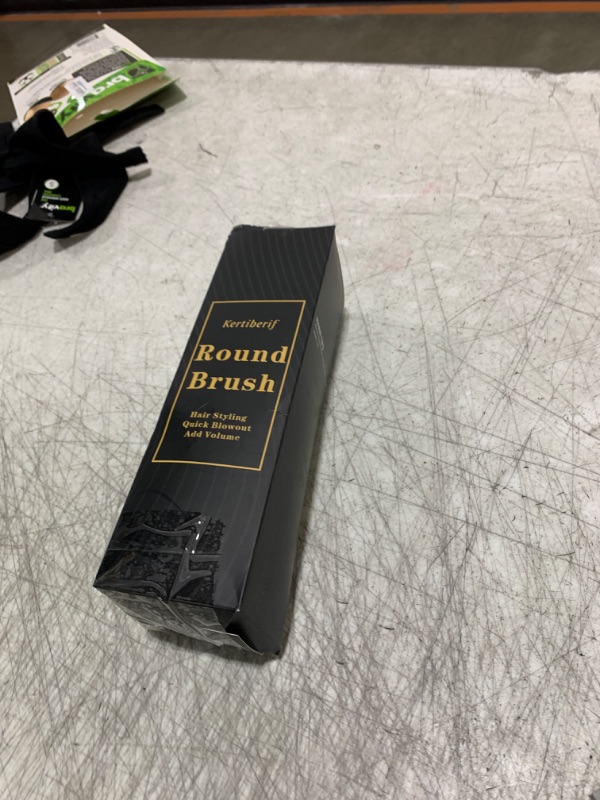 Kertiberif
Round
Brush
Hair Styling
Quick Blowout
Add Volume